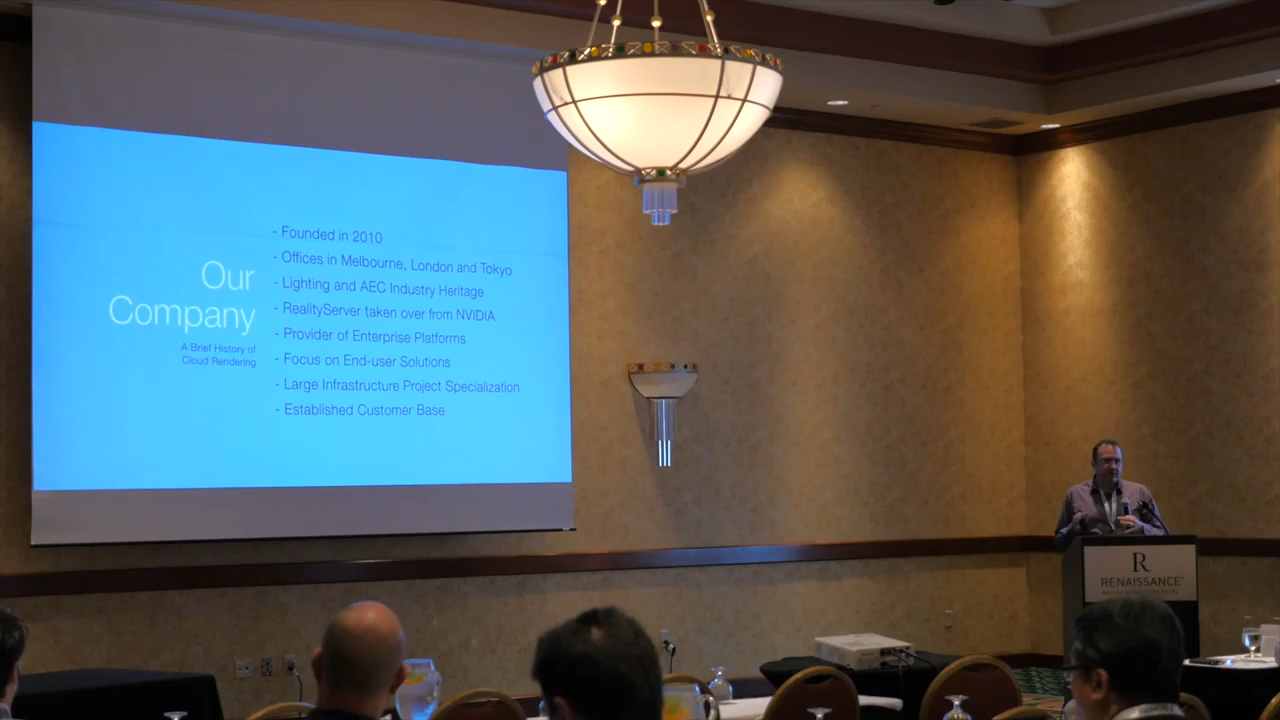 Our
Company
A Brief History of
Cloud Rendering
- Founded in 2010
- Offices in Melbourne, London and Tokyo
- Lighting and AEC Industry Heritage
- RealityServer taken over from NVIDIA
- Provider of Enterprise Platforms
- Focus on End-user Solutions
- Large Infrastructure Project Specialization
- Established Customer Base
R
RENAISSANCE